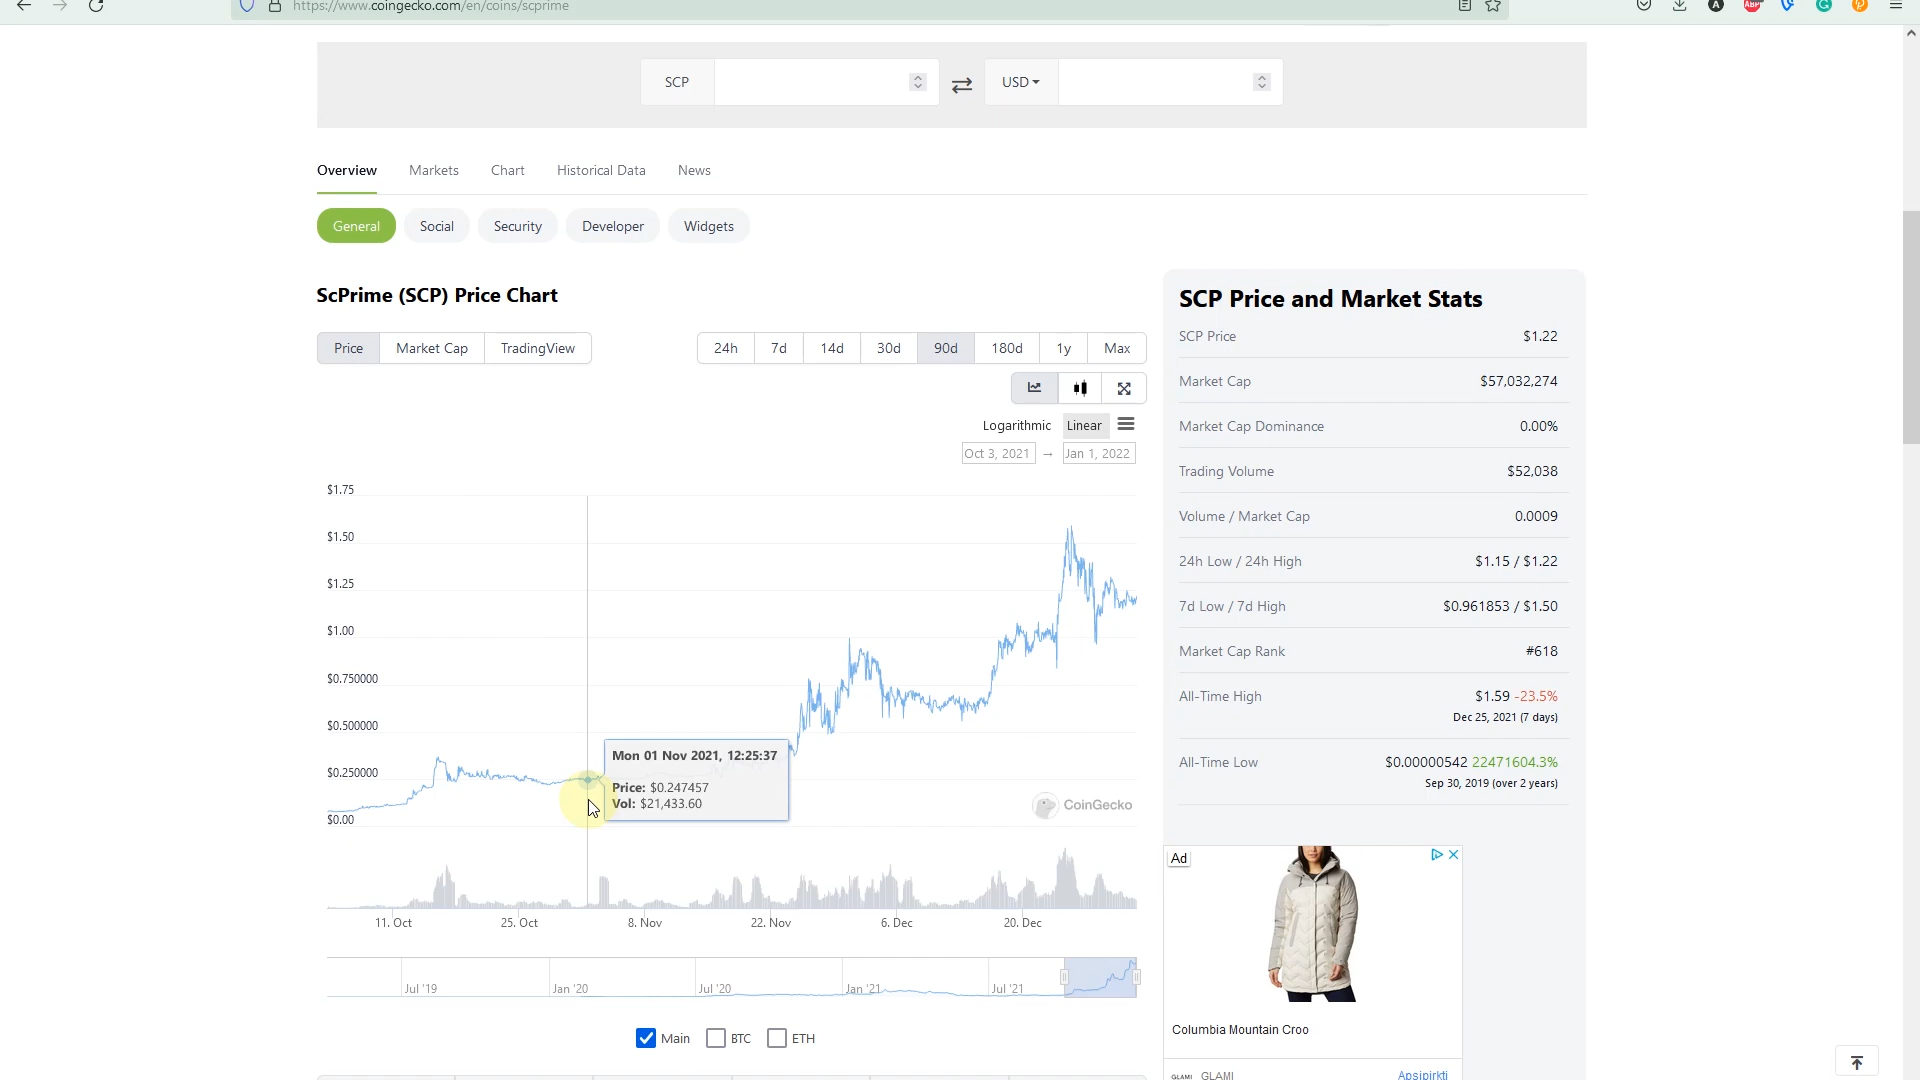 https://www.coingecko.com/en/coins/scprime
SCP
USD
Overview Markets Chart Historical Data News
General Social Security Developer Widgets
ScPrime (SCP) Price Chart
Price Market Cap TradingView
24h 7d 14d 30d 90d 180d 1y Max
Logarithmic Linear
Oct 3, 2021 → Jan 1, 2022
$1.75
$1.50
$1.25
$1.00
$0.750000
$0.500000
$0.250000
$0.00
Mon 01 Nov 2021, 12:25:37
Price: $0.247457
Vol: $21,433.60
CoinGecko
11. Oct 25. Oct 8. Nov 22. Nov 6. Dec 20. Dec
Jul '19 Jan '20 Jul '20 Jan '21 Jul '21
Main BTC ETH
SCP Price and Market Stats
SCP Price $1.22
Market Cap $57,032,274
Market Cap Dominance 0.00%
Trading Volume $52,038
Volume / Market Cap 0.0009
24h Low / 24h High $1.15 / $1.22
7d Low / 7d High $0.961853 / $1.50
Market Cap Rank #618
All-Time High $1.59 -23.5%
Dec 25, 2021 (7 days)
All-Time Low $0.00000542 22471604.3%
Sep 30, 2019 (over 2 years)
Ad
Columbia Mountain Croo
GLAMI GLAMI Apsipirkti
A
ABP